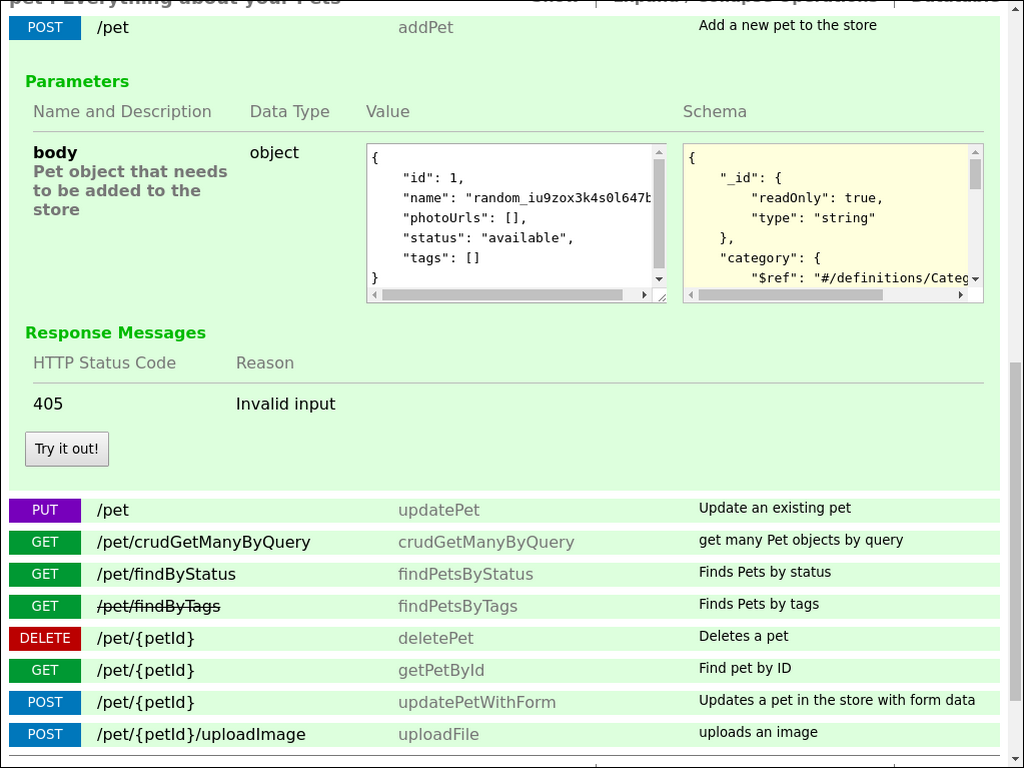 pet : Everything about your Pets Show Expand / Collapse Operations Datatable
POST /pet addPet Add a new pet to the store
Parameters
Name and Description Data Type Value Schema
body object
Pet object that needs
to be added to the
store
{
"id": 1,
"name": "random_iu9zox3k4s0l647b
"photoUrls": [],
"status": "available",
"tags": []
}
{
"_id": {
"readOnly": true,
"type": "string"
},
"category": {
"$ref": "#/definitions/Categ
Response Messages
HTTP Status Code Reason
405 Invalid input
Try it out!
PUT /pet updatePet Update an existing pet
GET /pet/crudGetManyByQuery crudGetManyByQuery get many Pet objects by query
GET /pet/findByStatus findPetsByStatus Finds Pets by status
GET /pet/findByTags findPetsByTags Finds Pets by tags
DELETE /pet/{petId} deletePet Deletes a pet
GET /pet/{petId} getPetById Find pet by ID
POST /pet/{petId} updatePetWithForm Updates a pet in the store with form data
POST /pet/{petId}/uploadImage uploadFile uploads an image